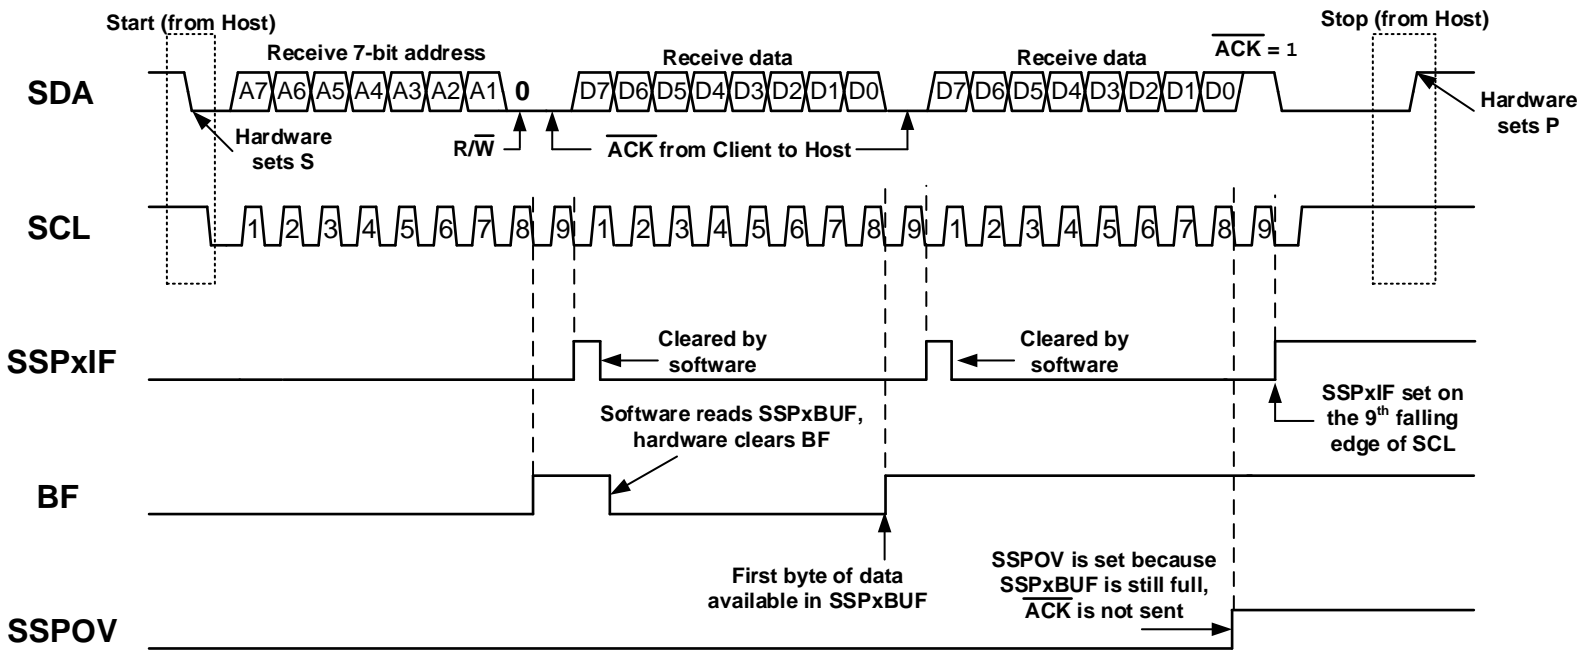 Start (from Host)
Stop (from Host)
Receive 7-bit address
Receive data
Receive data
ACK = 1
SDA
A7 A6 A5 A4 A3 A2 A1 0 D7 D6 D5 D4 D3 D2 D1 D0 D7 D6 D5 D4 D3 D2 D1 D0
Hardware
sets S
R/W
ACK from Client to Host
Hardware
sets P
SCL
1 2 3 4 5 6 7 8 9 1 2 3 4 5 6 7 8 9 1 2 3 4 5 6 7 8 9
SSPxIF
Cleared by
software
Cleared by
software
SSPxIF set on
the 9th falling
edge of SCL
Software reads SSPxBUF,
hardware clears BF
BF
First byte of data
available in SSPxBUF
SSPOV is set because
SSPxBUF is still full,
ACK is not sent
SSPOV